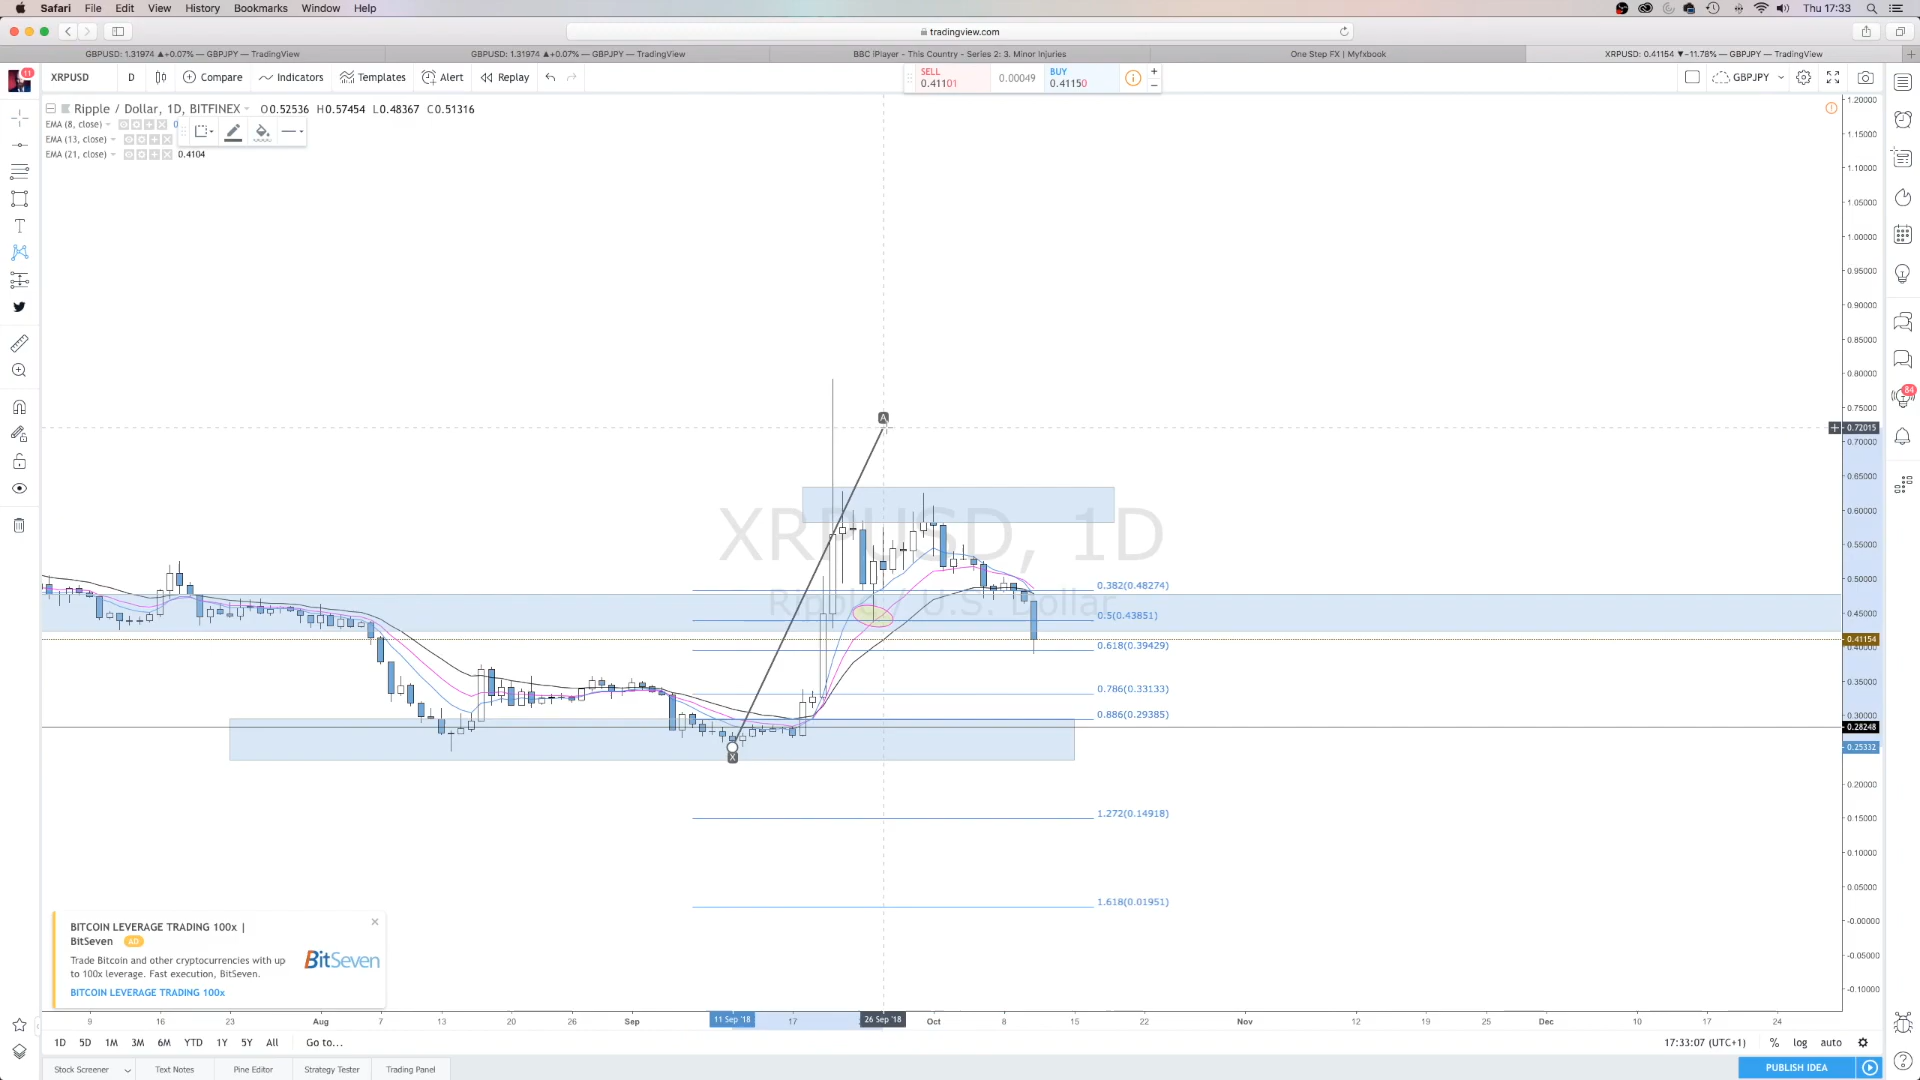 Safari File Edit View History Bookmarks Window Help Thu 17:33
tradingview.com
GBPUSD: 1.31974 ▲+0.07% — GBPJPY — TradingView GBPUSD: 1.31974 ▲+0.07% — GBPJPY — TradingView BBC iPlayer - This Country - Series 2: 3. Minor Injuries One Step FX | Myfxbook XRPUSD: 0.41154 ▼−11.78% — GBPJPY — TradingView
11 XRPUSD D Compare Indicators Templates Alert Replay SELL 0.41101 0.00049 BUY 0.41150 GBPJPY
Ripple / Dollar, 1D, BITFINEX O0.52536 H0.57454 L0.48367 C0.51316
EMA (8, close) 0
EMA (13, close)
EMA (21, close) 0.4104
1.20000
1.15000
1.10000
1.05000
1.00000
0.95000
0.90000
0.85000
0.80000
0.75000
84
A
0.72015
0.70000
0.65000
0.60000
XRPUSD, 1D
0.55000
0.382(0.48274) 0.50000
Ripple / U.S. Dollar
0.5(0.43851) 0.45000
0.41154
0.618(0.39429) 0.40000
0.35000
0.786(0.33133)
0.886(0.29385) 0.30000
0.28248
0.25332
X
0.20000
1.272(0.14918) 0.15000
0.10000
0.05000
1.618(0.01951)
-0.00000
-0.05000
-0.10000
BITCOIN LEVERAGE TRADING 100x |
BitSeven AD
Trade Bitcoin and other cryptocurrencies with up
to 100x leverage. Fast execution, BitSeven.
BITCOIN LEVERAGE TRADING 100x
BitSeven
9 16 23 Aug 7 13 20 26 Sep 11 Sep '18 17 26 Sep '18 Oct 8 15 22 Nov 12 19 25 Dec 10 17 24
1D 5D 1M 3M 6M YTD 1Y 5Y All Go to... 17:33:07 (UTC+1) % log auto
Stock Screener Text Notes Pine Editor Strategy Tester Trading Panel PUBLISH IDEA